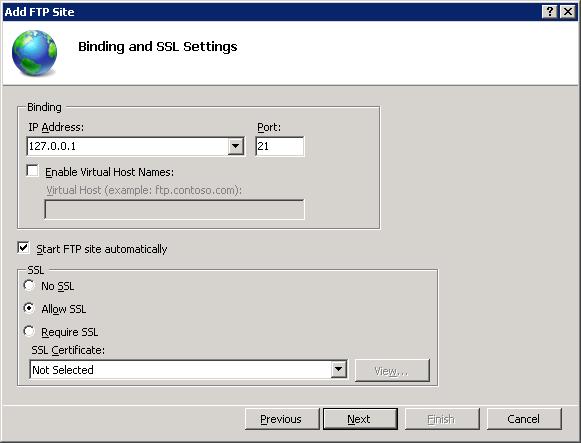 Add FTP Site
Binding and SSL Settings
Binding
IP Address: Port:
127.0.0.1 21
Enable Virtual Host Names:
Virtual Host (example: ftp.contoso.com):
Start FTP site automatically
SSL
No SSL
Allow SSL
Require SSL
SSL Certificate:
Not Selected View...
Previous Next Finish Cancel